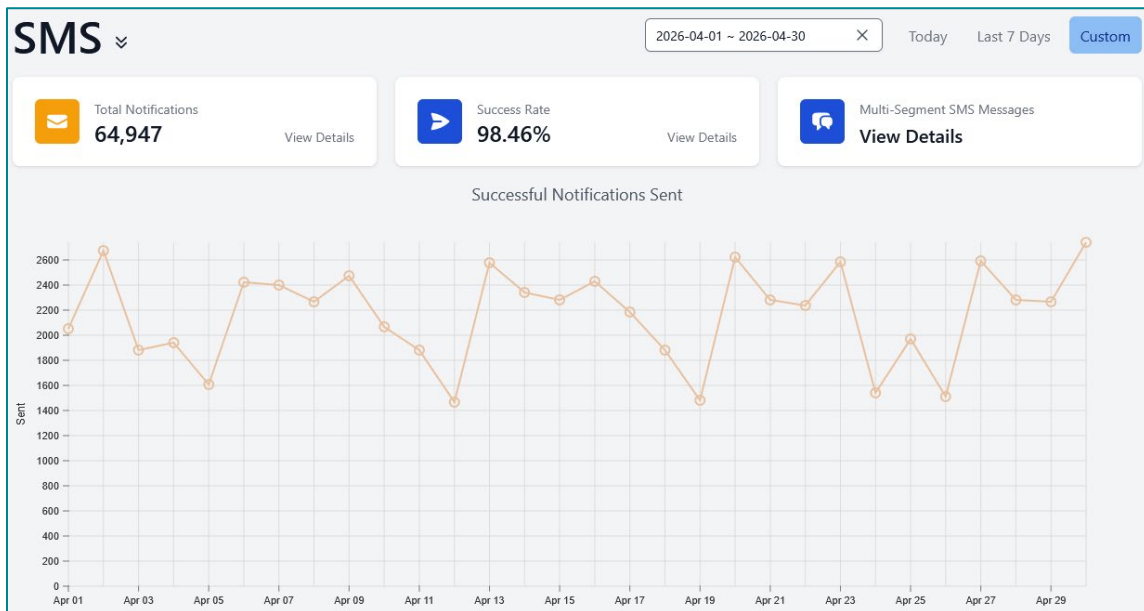 SMS
2026-04-01 ~ 2026-04-30
Today
Last 7 Days
Custom
Total Notifications
64,947
View Details
Success Rate
98.46%
View Details
Multi-Segment SMS Messages
View Details
Successful Notifications Sent
Sent
2600
2400
2200
2000
1800
1600
1400
1200
1000
800
600
400
200
0
Apr 01 Apr 03 Apr 05 Apr 07 Apr 09 Apr 11 Apr 13 Apr 15 Apr 17 Apr 19 Apr 21 Apr 23 Apr 25 Apr 27 Apr 29